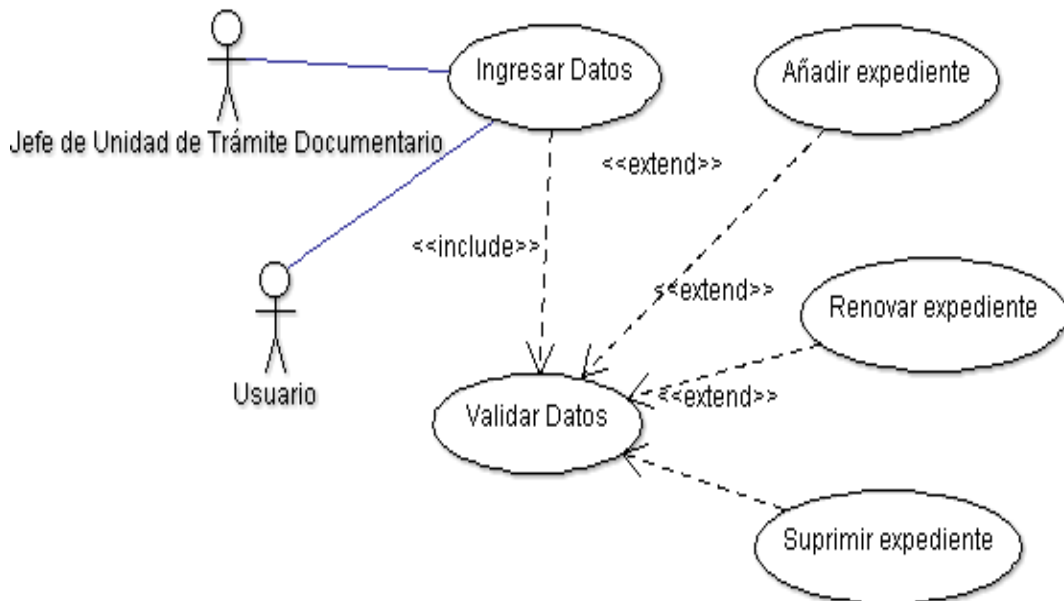 Ingresar Datos
Añadir expediente
Jefe de Unidad de Trámite Documentario
<<extend>>
<<include>>
<<extend>>
Renovar expediente
Usuario
<<extend>>
Validar Datos
Suprimir expediente